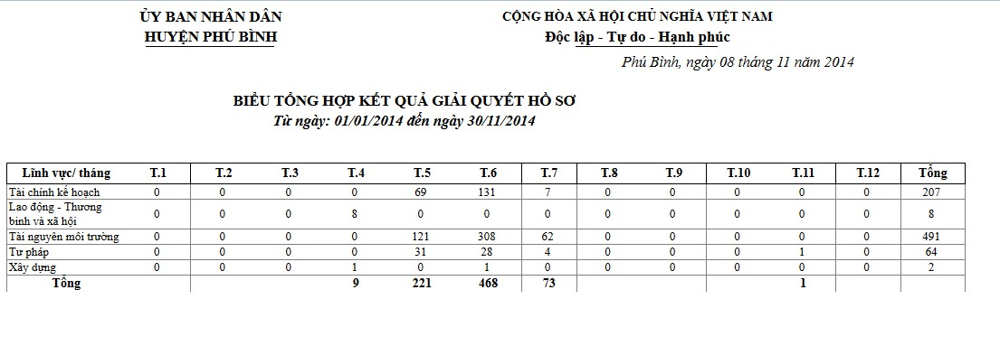 ỦY BAN NHÂN DÂN
HUYỆN PHÚ BÌNH
CỘNG HÒA XÃ HỘI CHỦ NGHĨA VIỆT NAM
Độc lập - Tự do - Hạnh phúc
Phú Bình, ngày 08 tháng 11 năm 2014
BIỂU TỔNG HỢP KẾT QUẢ GIẢI QUYẾT HỒ SƠ
Từ ngày: 01/01/2014 đến ngày 30/11/2014
Lĩnh vực/ tháng T.1 T.2 T.3 T.4 T.5 T.6 T.7 T.8 T.9 T.10 T.11 T.12 Tổng
Tài chính kế hoạch 0 0 0 0 69 131 7 0 0 0 0 0 207
Lao động - Thương
binh và xã hội 0 0 0 8 0 0 0 0 0 0 0 0 8
Tài nguyên môi trường 0 0 0 0 121 308 62 0 0 0 0 0 491
Tư pháp 0 0 0 0 31 28 4 0 0 0 1 0 64
Xây dựng 0 0 0 1 0 1 0 0 0 0 0 0 2
Tổng 9 221 468 73 1